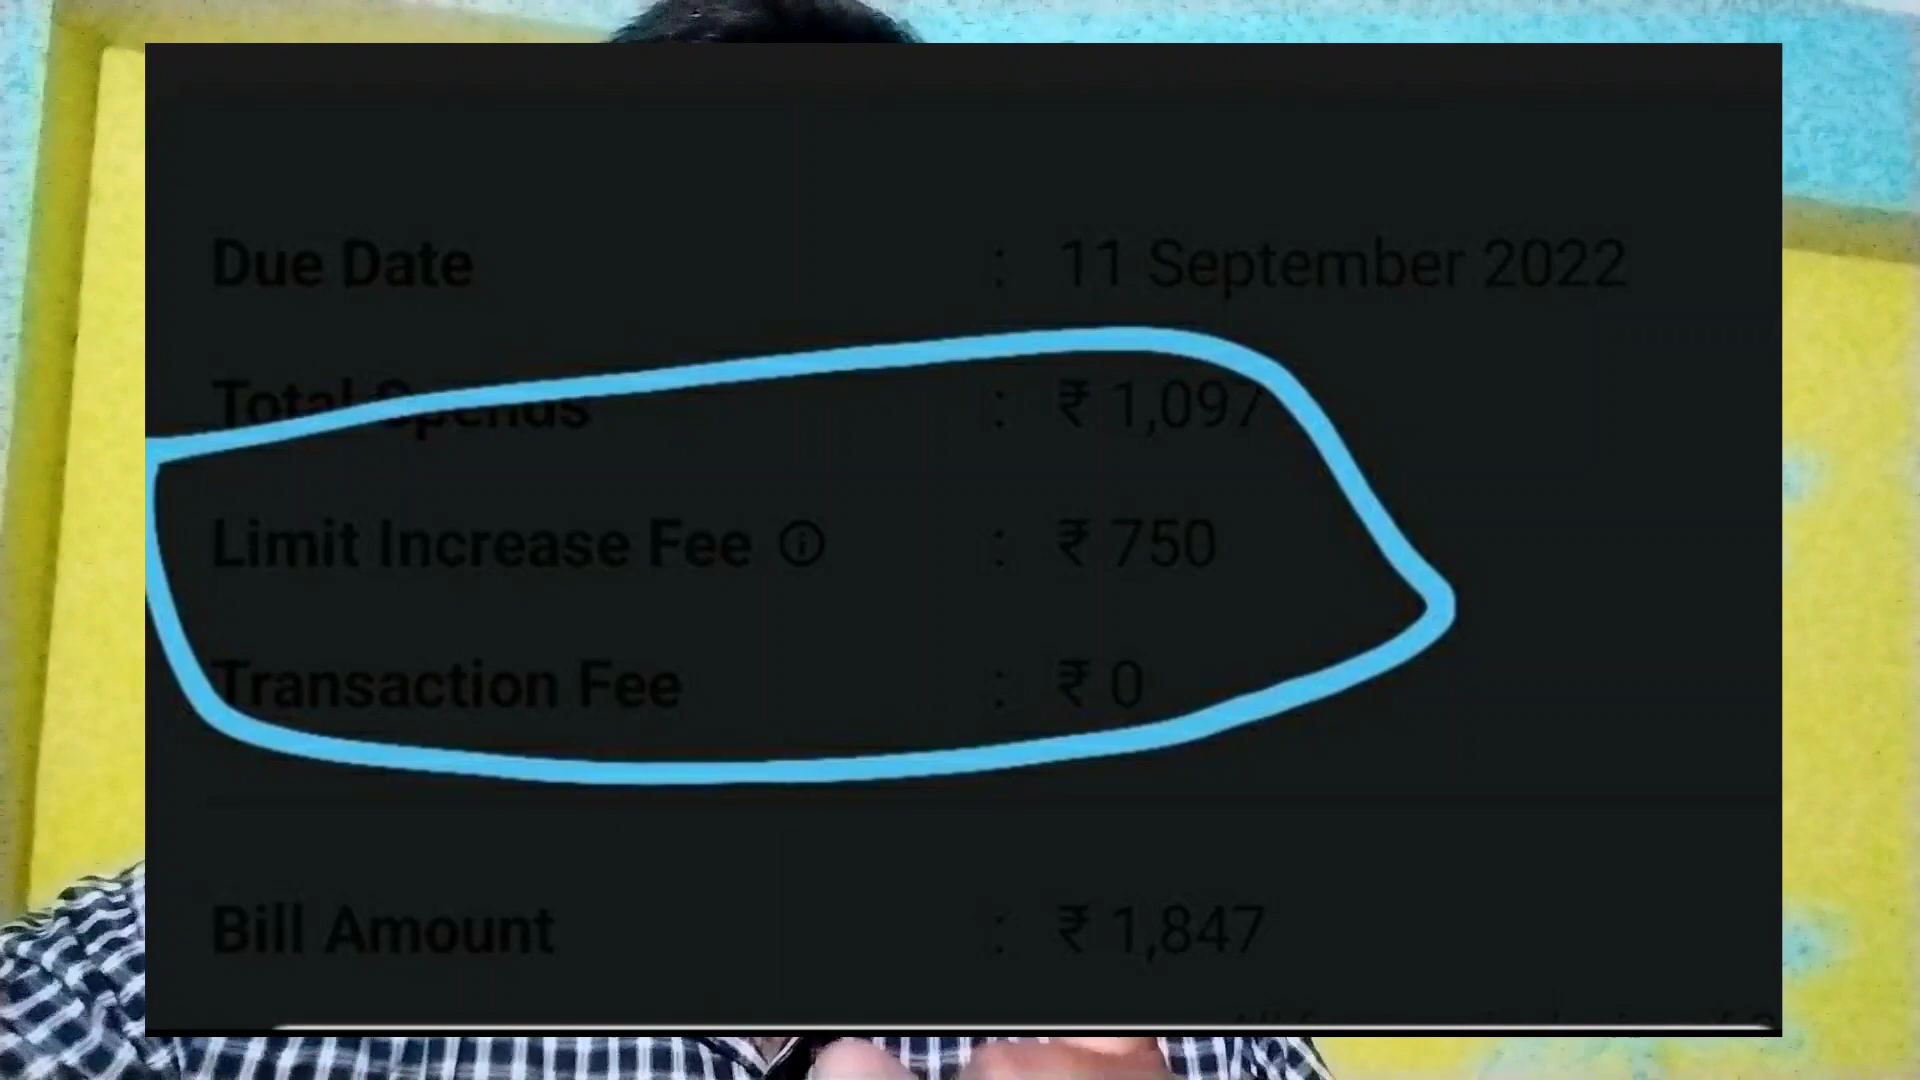 Due Date : 11 September 2022
Total Spends : ₹ 1,097
Limit Increase Fee ⓘ : ₹ 750
Transaction Fee : ₹ 0
Bill Amount : ₹ 1,847